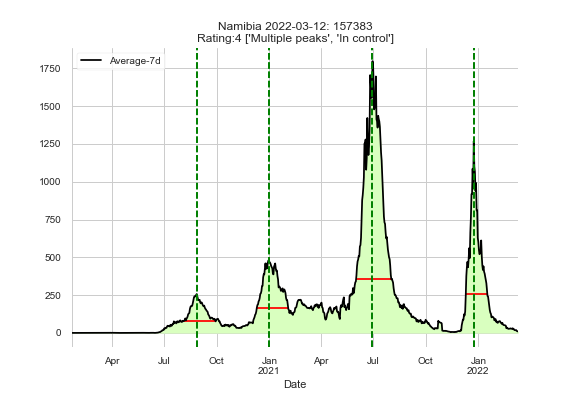 Namibia 2022-03-12: 157383
Rating:4 ['Multiple peaks', 'In control']
Average-7d
1750
1500
1250
1000
750
500
250
0
Apr Jul Oct Jan Apr Jul Oct Jan
2021 2022
Date